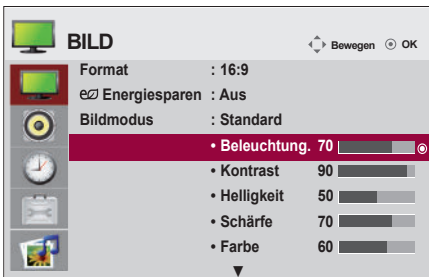 BILD
Bewegen OK
Format : 16:9
Energiesparen : Aus
Bildmodus : Standard
• Beleuchtung. 70
• Kontrast 90
• Helligkeit 50
• Schärfe 70
• Farbe 60